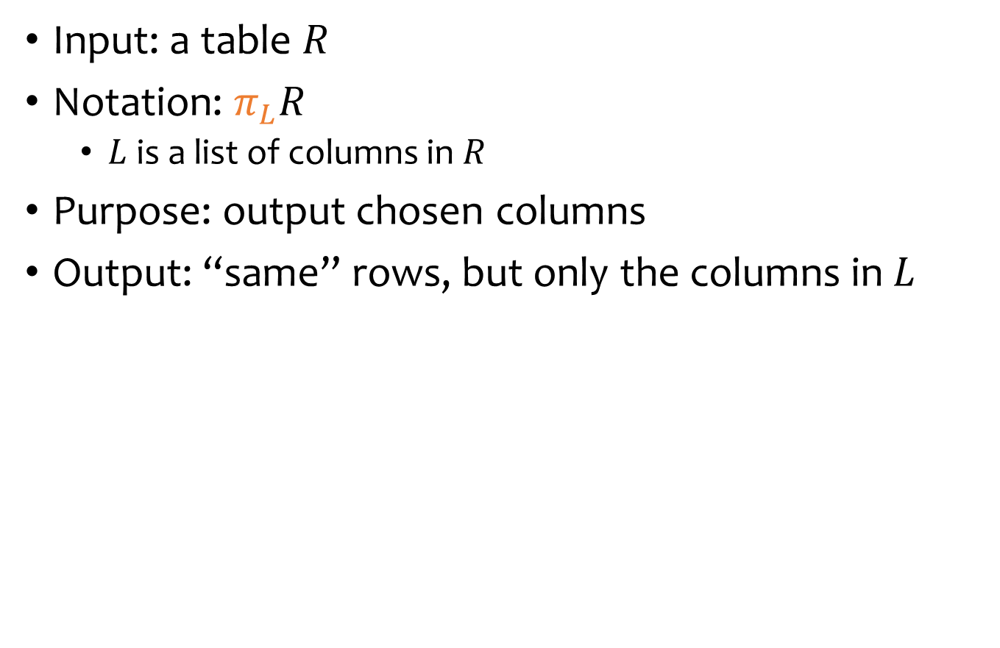 • Input: a table R
• Notation: π_L R
• L is a list of columns in R
• Purpose: output chosen columns
• Output: “same” rows, but only the columns in L